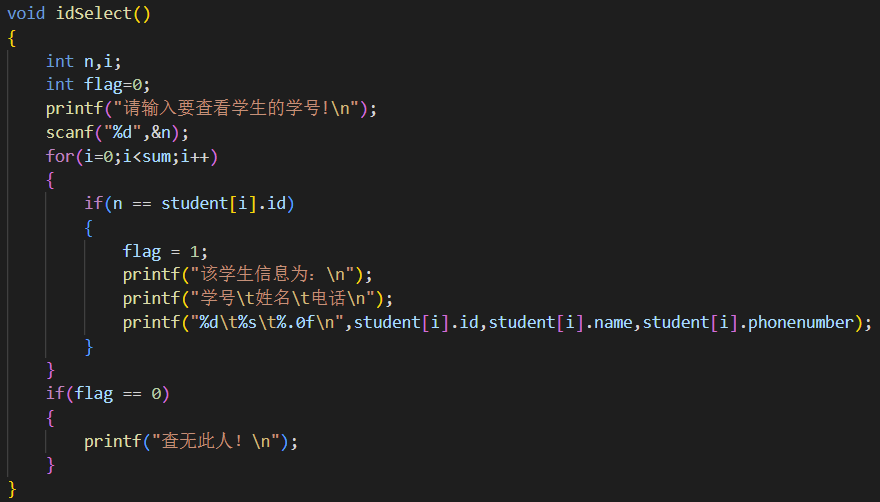 void idSelect()
{
    int n,i;
    int flag=0;
    printf("请输入要查看学生的学号!\n");
    scanf("%d",&n);
    for(i=0;i<sum;i++)
    {
        if(n == student[i].id)
        {
            flag = 1;
            printf("该学生信息为：\n");
            printf("学号\t姓名\t电话\n");
            printf("%d\t%s\t%.0f\n",student[i].id,student[i].name,student[i].phonenumber);
        }
    }
    if(flag == 0)
    {
        printf("查无此人！\n");
    }
}